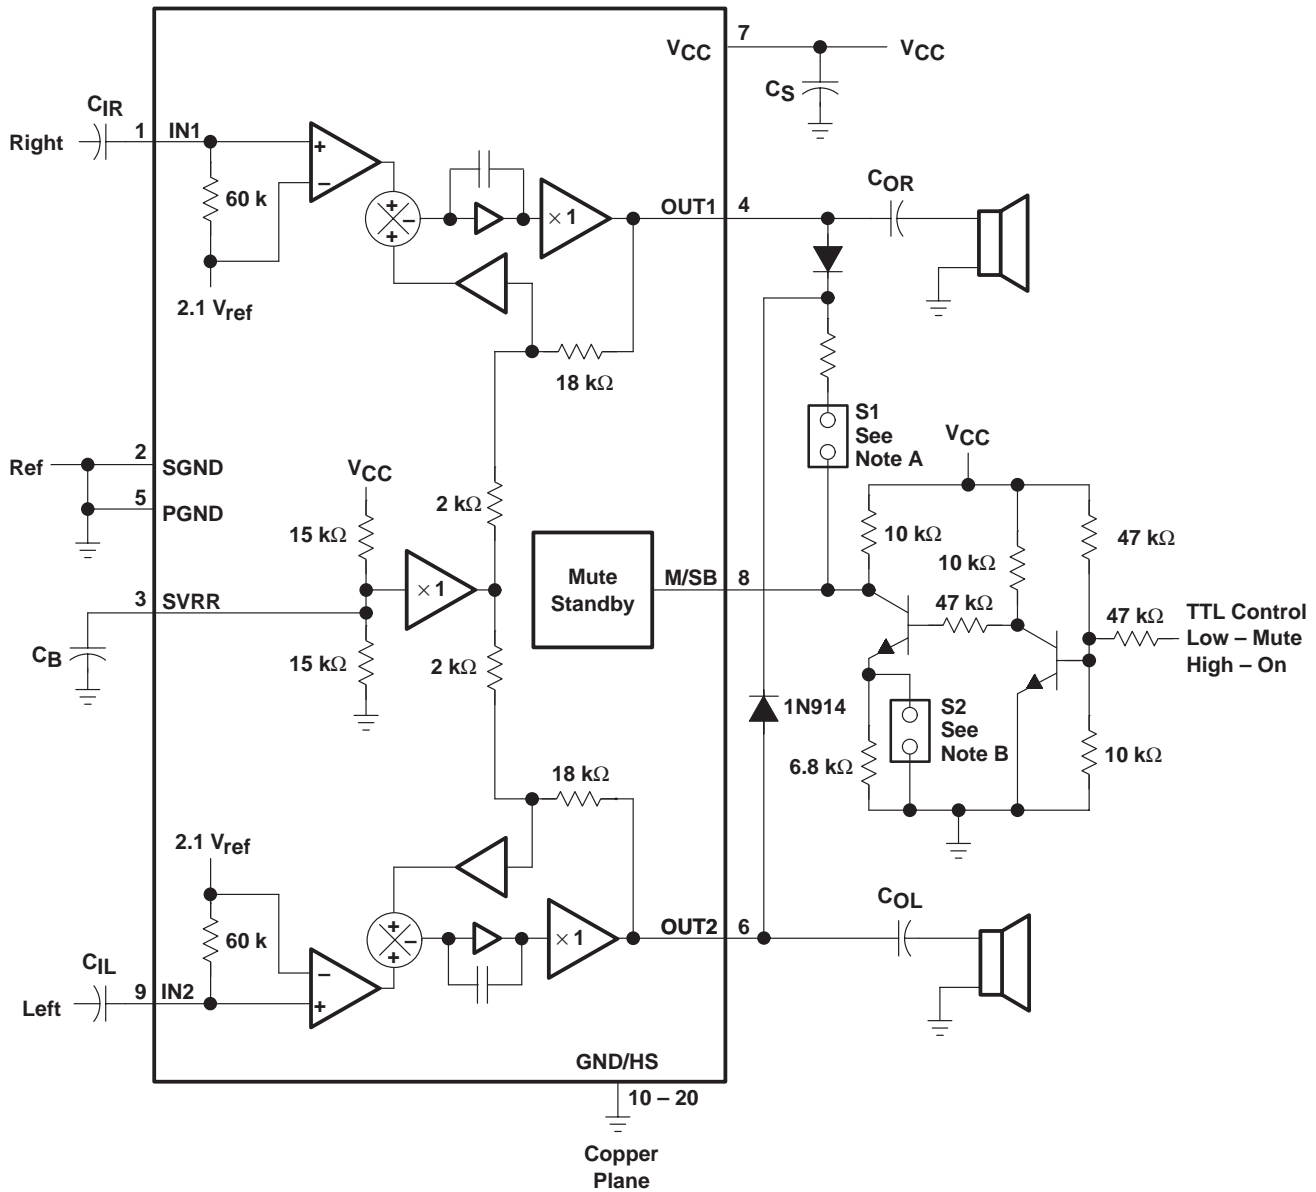 7
VCC
VCC
CS
CIR
Right
1
IN1
+
−
60 k
2.1 Vref
+
−
+
× 1
OUT1
4
COR
18 kΩ
S1
See
Note A
Ref
2
SGND
5
PGND
VCC
15 kΩ
2 kΩ
3
SVRR
× 1
CB
15 kΩ
2 kΩ
Mute
Standby
M/SB
8
VCC
10 kΩ
10 kΩ
47 kΩ
47 kΩ
47 kΩ
TTL Control
Low – Mute
High – On
1N914
S2
See
Note B
6.8 kΩ
10 kΩ
18 kΩ
2.1 Vref
60 k
−
+
+
−
+
× 1
OUT2
6
COL
CIL
Left
9
IN2
GND/HS
10 – 20
Copper
Plane